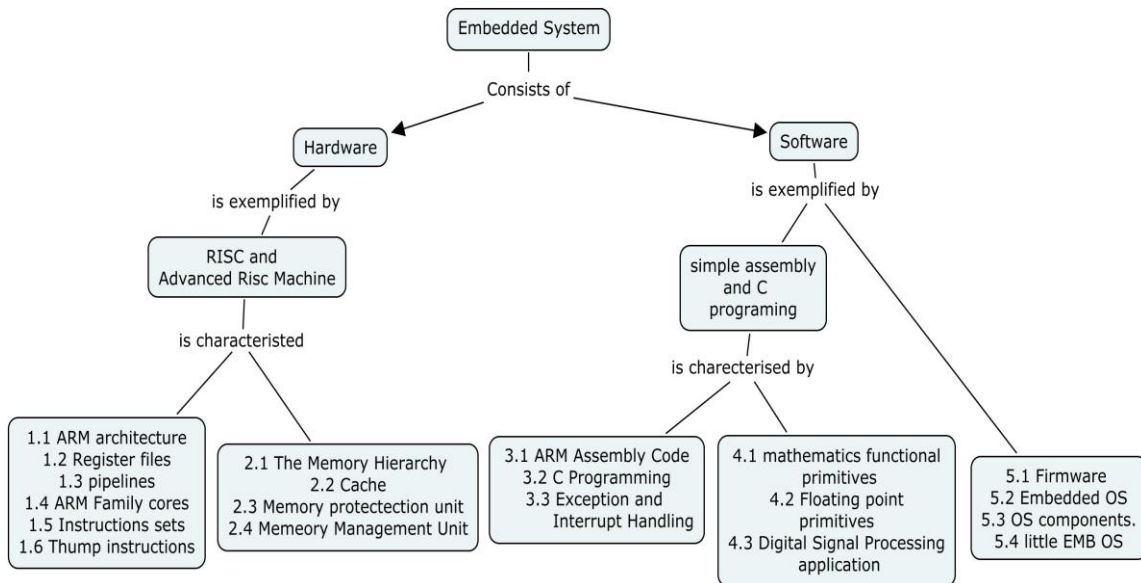 Embedded System
Consists of
Hardware
Software
is exemplified by
is exemplified by
RISC and
Advanced Risc Machine
simple assembly
and C
programing
is characteristed
is charecterised by
1.1 ARM architecture
1.2 Register files
1.3 pipelines
1.4 ARM Family cores
1.5 Instructions sets
1.6 Thump instructions
2.1 The Memory Hierarchy
2.2 Cache
2.3 Memory protectection unit
2.4 Memeory Management Unit
3.1 ARM Assembly Code
3.2 C Programming
3.3 Exception and
Interrupt Handling
4.1 mathematics functional
primitives
4.2 Floating point
primitives
4.3 Digital Signal Processing
application
5.1 Firmware
5.2 Embedded OS
5.3 OS components.
5.4 little EMB OS